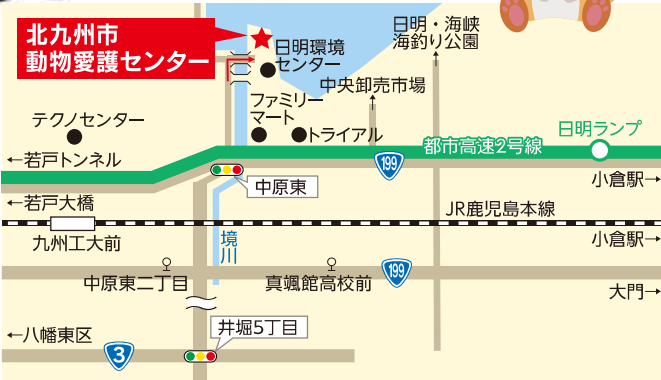 北九州市
動物愛護センター
日明環境
センター
日明・海峡
海釣り公園
中央卸売市場
ファミリー
マート
トライアル
テクノセンター
←若戸トンネル
都市高速2号線
日明ランプ
199
小倉駅→
中原東
←若戸大橋
JR鹿児島本線
九州工大前
境
川
小倉駅→
中原東二丁目
真颯館高校前
199
大門→
井堀5丁目
←八幡東区
3